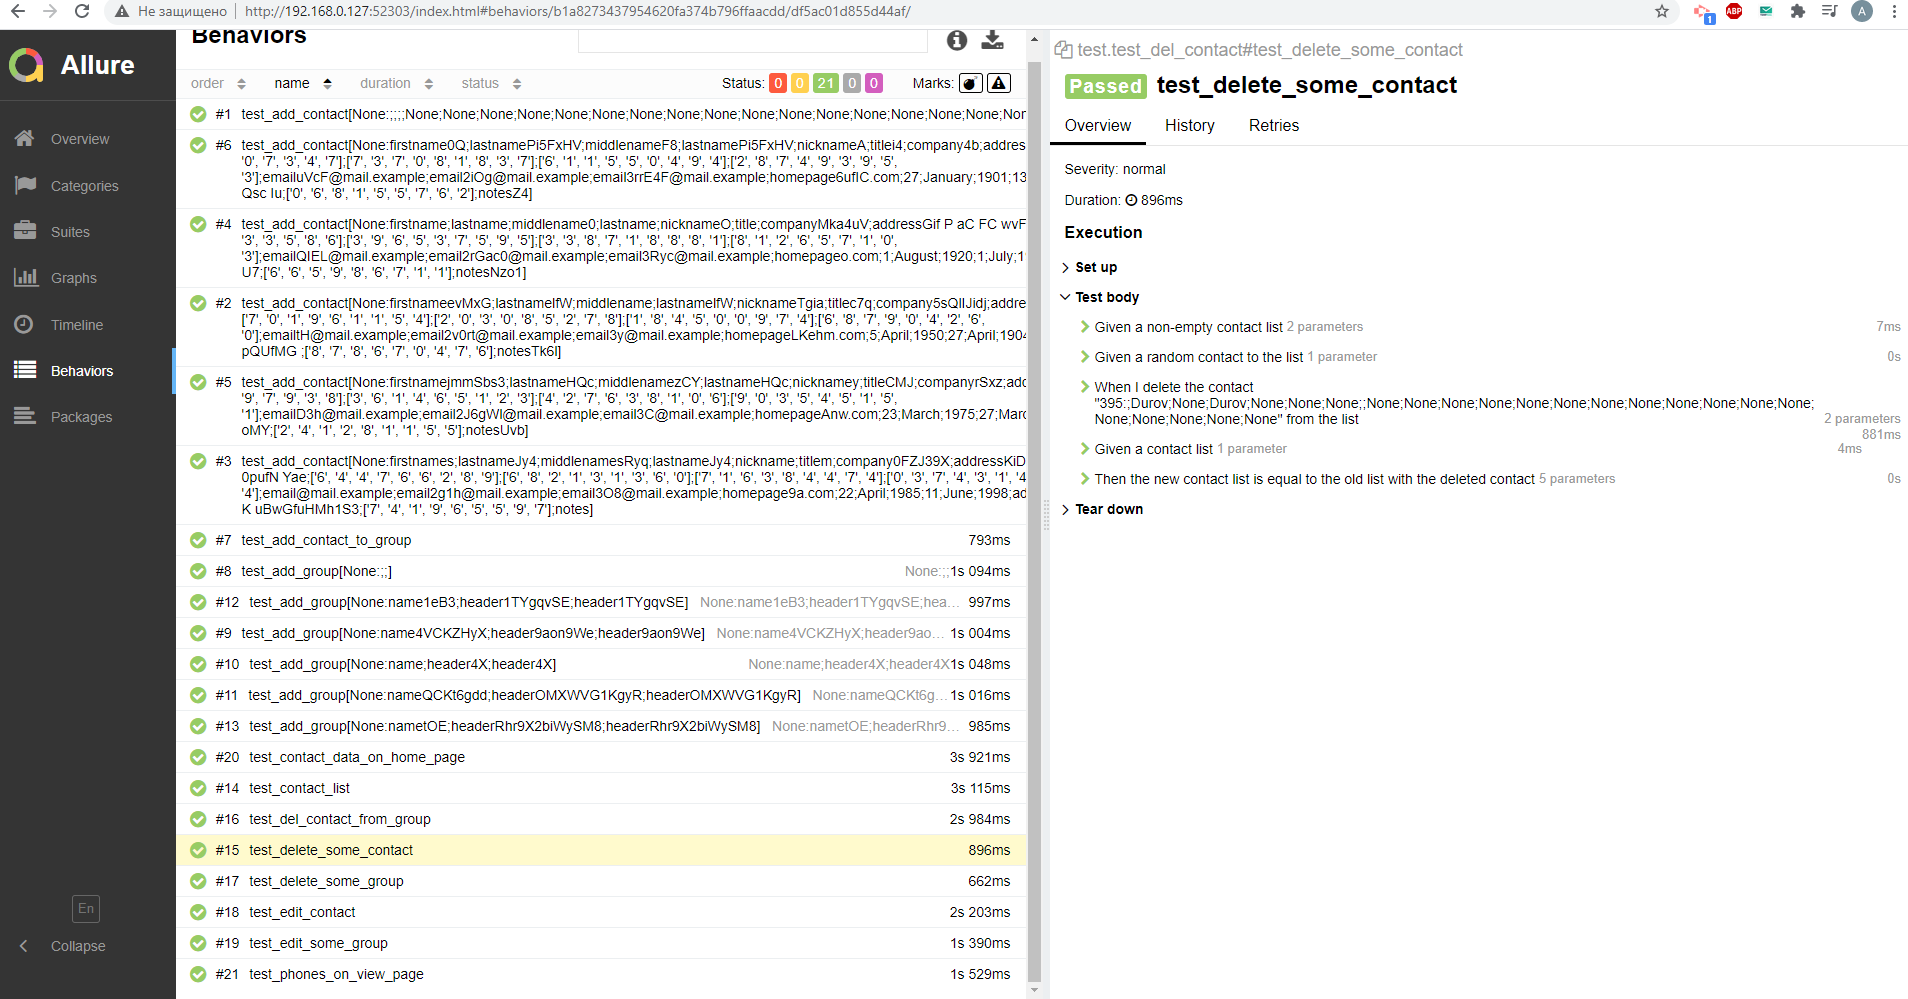 Не защищено http://192.168.0.127:52303/index.html#behaviors/b1a8273437954620fa374b796ffaacdd/df5ac01d855d44af/
1
ABP
A
Allure
Overview
Categories
Suites
Graphs
Timeline
Behaviors
Packages
En
Collapse
Behaviors
order name duration status Status: 0 0 21 0 0 Marks:
#1 test_add_contact[None:;;;;None;None;None;None;None;None;None;None;None;None;None;None;None;None;None;None;Non
#6 test_add_contact[None:firstname0Q;lastnamePi5FxHV;middlenameF8;lastnamePi5FxHV;nicknameA;titlei4;company4b;addres
'0', '7', '3', '4', '7'];['7', '3', '7', '0', '8', '1', '8', '3', '7'];['6', '1', '1', '5', '5', '0', '4', '9', '4'];['2', '8', '7', '4', '9', '3', '9', '5',
'3'];emailuVcF@mail.example;email2iOg@mail.example;email3rrE4F@mail.example;homepage6ufIC.com;27;January;1901;13
Qsc Iu;['0', '6', '8', '1', '5', '5', '7', '6', '2'];notesZ4]
#4 test_add_contact[None:firstname;lastname;middlename0;lastname;nicknameO;title;companyMka4uV;addressGif P aC FC wvF
'3', '3', '5', '8', '6'];['3', '9', '6', '5', '3', '7', '5', '9', '5'];['3', '3', '8', '7', '1', '8', '8', '8', '1'];['8', '1', '2', '6', '5', '7', '1', '0',
'3'];emailQIEL@mail.example;email2rGac0@mail.example;email3Ryc@mail.example;homepageo.com;1;August;1920;1;July;1
U7;['6', '6', '5', '9', '8', '6', '7', '1', '1'];notesNzo1]
#2 test_add_contact[None:firstnameevMxG;lastnameIfW;middlename;lastnameIfW;nicknameTgia;titlec7q;company5sQIlJidj;addre
['7', '0', '1', '9', '6', '1', '1', '5', '4'];['2', '0', '3', '0', '8', '5', '2', '7', '8'];['1', '8', '4', '5', '0', '0', '9', '7', '4'];['6', '8', '7', '9', '0', '4', '2', '6',
'0'];emailtH@mail.example;email2v0rt@mail.example;email3y@mail.example;homepageLKehm.com;5;April;1950;27;April;1904
pQUfMG ;['8', '7', '8', '6', '7', '0', '4', '7', '6'];notesTk6I]
#5 test_add_contact[None:firstnamejmmSbs3;lastnameHQc;middlenamezCY;lastnameHQc;nicknamey;titleCMJ;companyrSxz;add
'9', '7', '9', '3', '8'];['3', '6', '1', '4', '6', '5', '1', '2', '3'];['4', '2', '7', '6', '3', '8', '1', '0', '6'];['9', '0', '3', '5', '4', '5', '1', '5',
'1'];emailD3h@mail.example;email2J6gWl@mail.example;email3C@mail.example;homepageAnw.com;23;March;1975;27;Marc
oMY;['2', '4', '1', '2', '8', '1', '1', '5', '5'];notesUvb]
#3 test_add_contact[None:firstnames;lastnameJy4;middlenamesRyq;lastnameJy4;nickname;titlem;company0FZJ39X;addressKiD
0pufN Yae;['6', '4', '4', '7', '6', '6', '2', '8', '9'];['6', '8', '2', '1', '3', '1', '3', '6', '0'];['7', '1', '6', '3', '8', '4', '4', '7', '4'];['0', '3', '7', '4', '3', '1', '4
'4'];email@mail.example;email2g1h@mail.example;email3O8@mail.example;homepage9a.com;22;April;1985;11;June;1998;ad
K uBwGfuHMh1S3;['7', '4', '1', '9', '6', '5', '5', '9', '7'];notes]
#7 test_add_contact_to_group 793ms
#8 test_add_group[None:;;] None:;;1s 094ms
#12 test_add_group[None:name1eB3;header1TYgqvSE;header1TYgqvSE] None:name1eB3;header1TYgqvSE;hea... 997ms
#9 test_add_group[None:name4VCKZHyX;header9aon9We;header9aon9We] None:name4VCKZHyX;header9ao... 1s 004ms
#10 test_add_group[None:name;header4X;header4X] None:name;header4X;header4X1s 048ms
#11 test_add_group[None:nameQCKt6gdd;headerOMXWVG1KgyR;headerOMXWVG1KgyR] None:nameQCKt6g... 1s 016ms
#13 test_add_group[None:nametOE;headerRhr9X2biWySM8;headerRhr9X2biWySM8] None:nametOE;headerRhr9... 985ms
#20 test_contact_data_on_home_page 3s 921ms
#14 test_contact_list 3s 115ms
#16 test_del_contact_from_group 2s 984ms
#15 test_delete_some_contact 896ms
#17 test_delete_some_group 662ms
#18 test_edit_contact 2s 203ms
#19 test_edit_some_group 1s 390ms
#21 test_phones_on_view_page 1s 529ms
test.test_del_contact#test_delete_some_contact
Passed test_delete_some_contact
Overview History Retries
Severity: normal
Duration: 896ms
Execution
Set up
Test body
Given a non-empty contact list 2 parameters 7ms
Given a random contact to the list 1 parameter 0s
When I delete the contact
"395:;Durov;None;Durov;None;None;None;;None;None;None;None;None;None;None;None;None;None;None;None;
None;None;None;None;None" from the list 2 parameters
881ms
Given a contact list 1 parameter 4ms
Then the new contact list is equal to the old list with the deleted contact 5 parameters 0s
Tear down